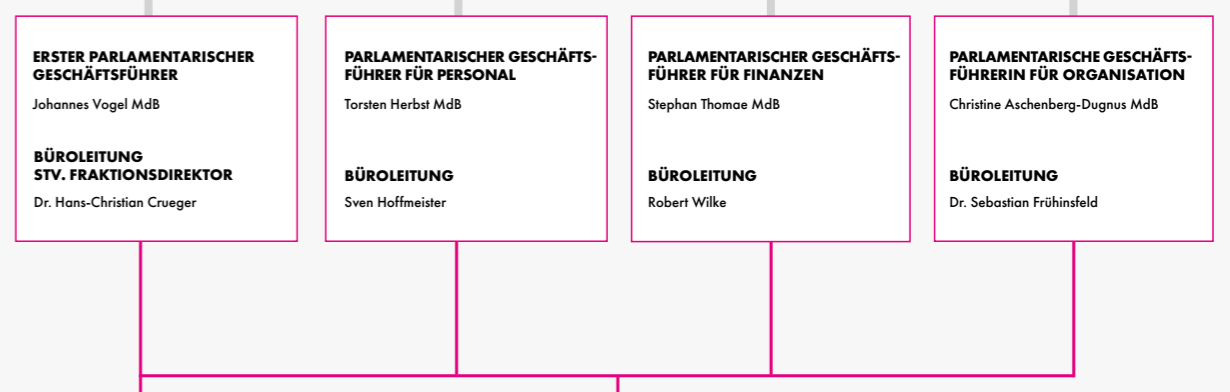 ERSTER PARLAMENTARISCHER
GESCHÄFTSFÜHRER
Johannes Vogel MdB
BÜROLEITUNG
STV. FRAKTIONSDIREKTOR
Dr. Hans-Christian Crueger
PARLAMENTARISCHER GESCHÄFTS-
FÜHRER FÜR PERSONAL
Torsten Herbst MdB
BÜROLEITUNG
Sven Hoffmeister
PARLAMENTARISCHER GESCHÄFTS-
FÜHRER FÜR FINANZEN
Stephan Thomae MdB
BÜROLEITUNG
Robert Wilke
PARLAMENTARISCHE GESCHÄFTS-
FÜHRERIN FÜR ORGANISATION
Christine Aschenberg-Dugnus MdB
BÜROLEITUNG
Dr. Sebastian Frühinsfeld